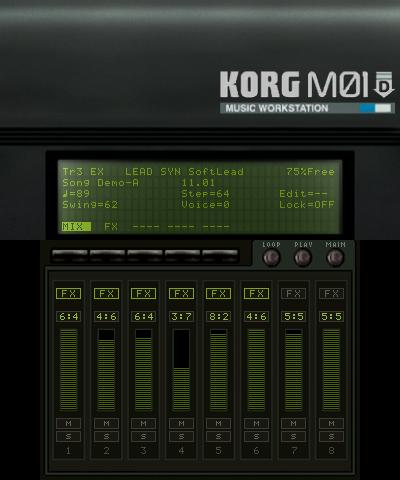 KORG M01D
MUSIC WORKSTATION
Tr3 EX LEAD SYN SoftLead 75%Free
Song Demo-A 11.01
♩=89 Step=64 Edit=--
Swing=62 Voice=0 Lock=OFF
MIX FX ---- ---- ---- ----
LOOP PLAY MAIN
FX FX FX FX FX FX FX FX
6:4 4:6 6:4 3:7 8:2 4:6 5:5 5:5
M M M M M M M M
S S S S S S S S
1 2 3 4 5 6 7 8